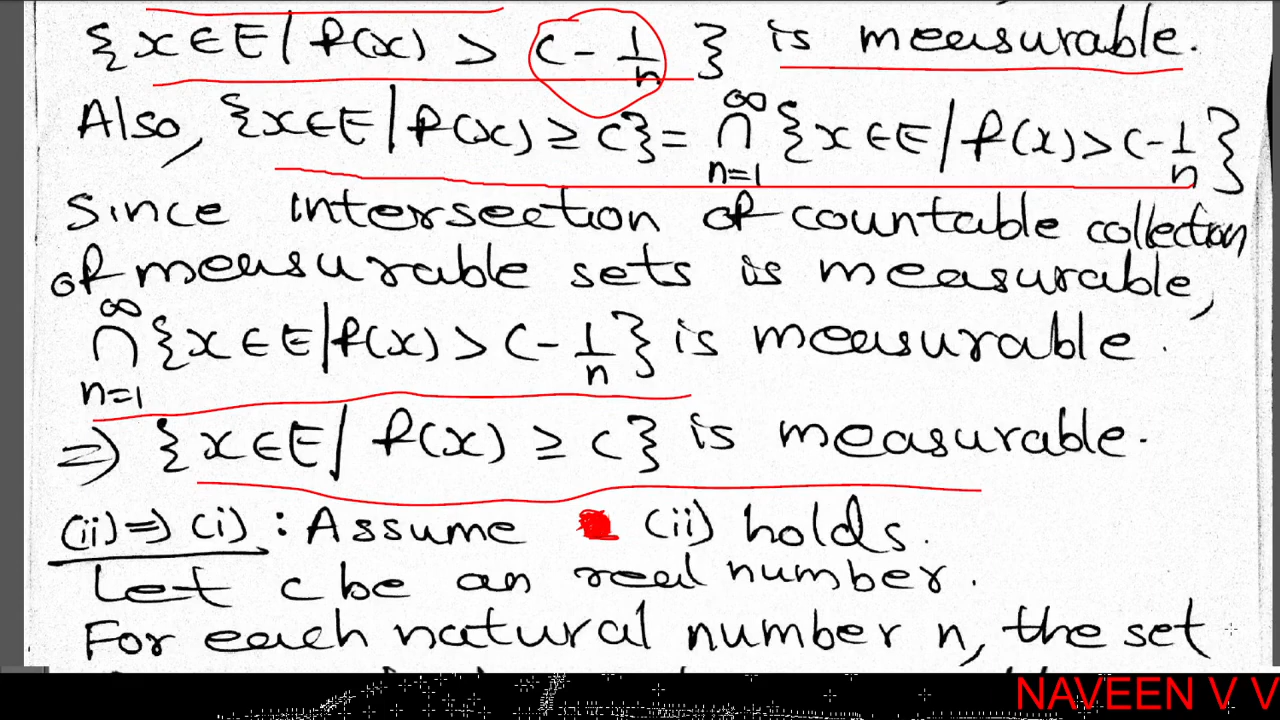 {x∈E / f(x) > c - 1/n } is measurable.
Also, {x∈E / f(x) ≥ c} = ∞ ∩ n=1 {x∈E / f(x) > c - 1/n}
Since intersection of countable collection
of measurable sets is measurable,
∞ ∩ n=1 {x∈E / f(x) > c - 1/n} is measurable.
⇒ {x∈E / f(x) ≥ c} is measurable.
(ii) ⇒ (i) : Assume (ii) holds.
Let c be an real number.
For each natural number n, the set
NAVEEN V V